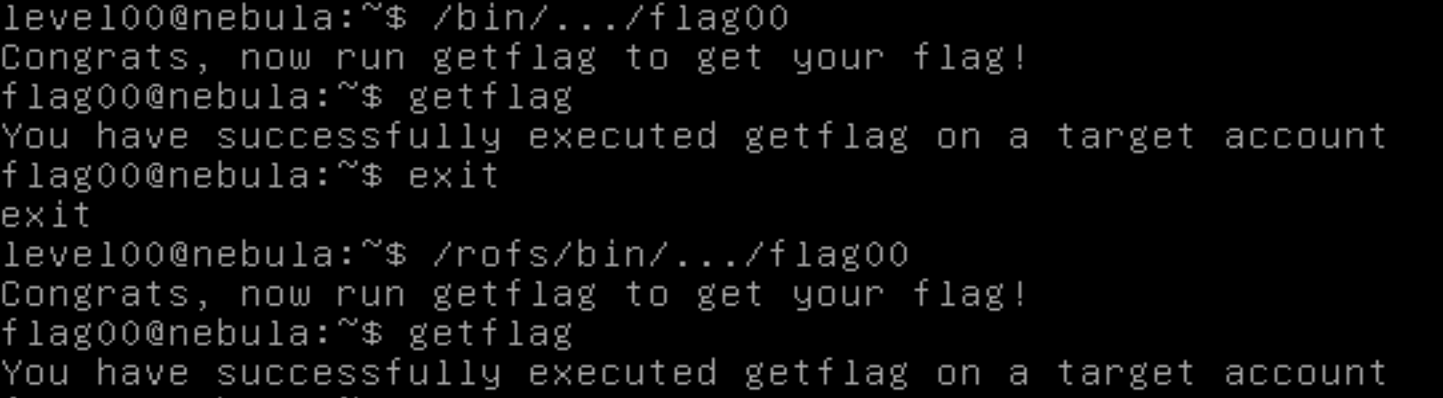 level00@nebula:~$ /bin/.../flag00
Congrats, now run getflag to get your flag!
flag00@nebula:~$ getflag
You have successfully executed getflag on a target account
flag00@nebula:~$ exit
exit
level00@nebula:~$ /rofs/bin/.../flag00
Congrats, now run getflag to get your flag!
flag00@nebula:~$ getflag
You have successfully executed getflag on a target account